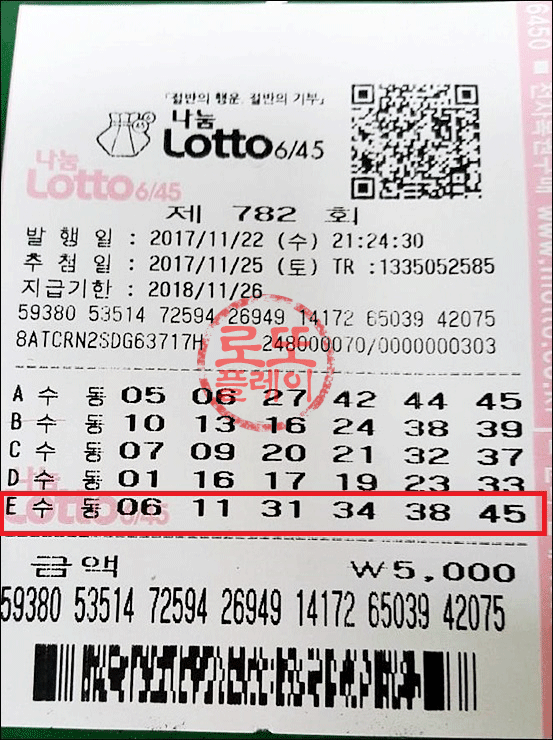 「절반의 행운, 절반의 기부」
나눔
Lotto 6/45
나눔
Lotto 6/45
제 782 회
발 행 일 : 2017/11/22 (수) 21:24:30
추 첨 일 : 2017/11/25 (토) TR :1335052585
지급기한 : 2018/11/26
59380 53514 72594 26949 14172 65039 42075
8ATCRN2SDG63717H 248000070/0000000303
로또
플레이
A 수 동 05 06 27 42 44 45
B 수 동 10 13 16 24 38 39
C 수 동 07 09 20 21 32 37
D 수 동 01 16 17 19 23 33
E 수 동 06 11 31 34 38 45
Lotto 6/45
금 액 ₩5,000
59380 53514 72594 26949 14172 65039 42075
6450